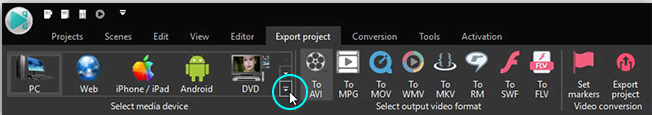 Projects Scenes Edit View Editor Export project Conversion Tools Activation
PC Web iPhone / iPad Android DVD To AVI To MPG To MOV To WMV To MKV To RM To SWF FLV To FLV Set markers Export project
Select media device Select output video format Video conversion